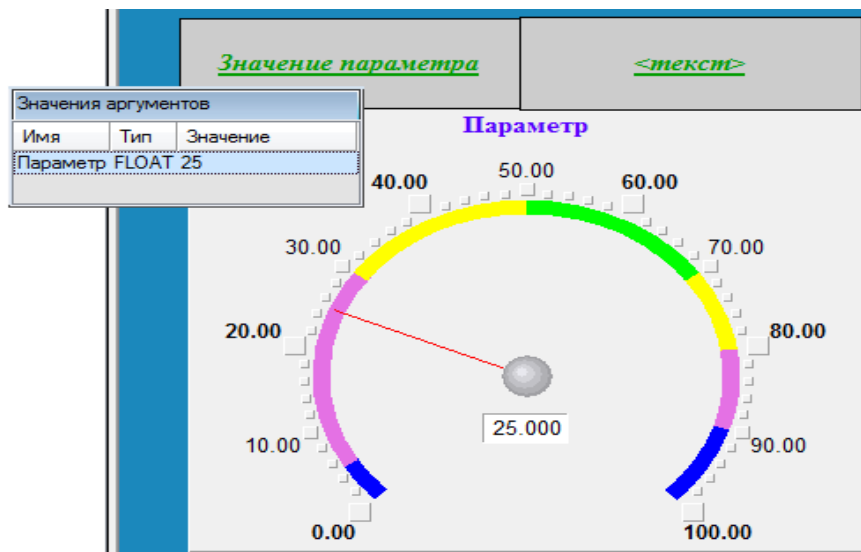 Значение параметра
<текст>
Значения аргументов
Имя Тип Значение
Параметр FLOAT 25
Параметр
50.00
40.00 60.00
30.00 70.00
20.00 80.00
25.000
10.00 90.00
0.00 100.00